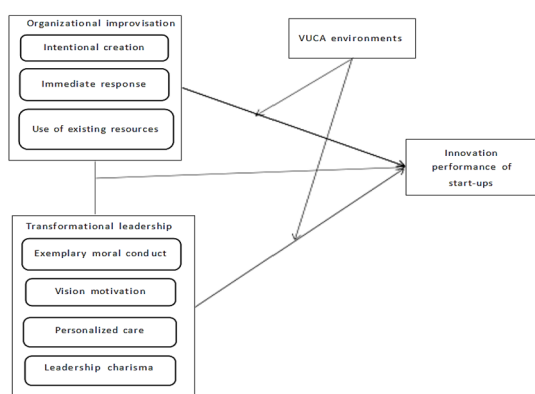 Organizational improvisation
Intentional creation
Immediate response
Use of existing resources
VUCA environments
Innovation
performance of
start-ups
Transformational leadership
Exemplary moral conduct
Vision motivation
Personalized care
Leadership charisma